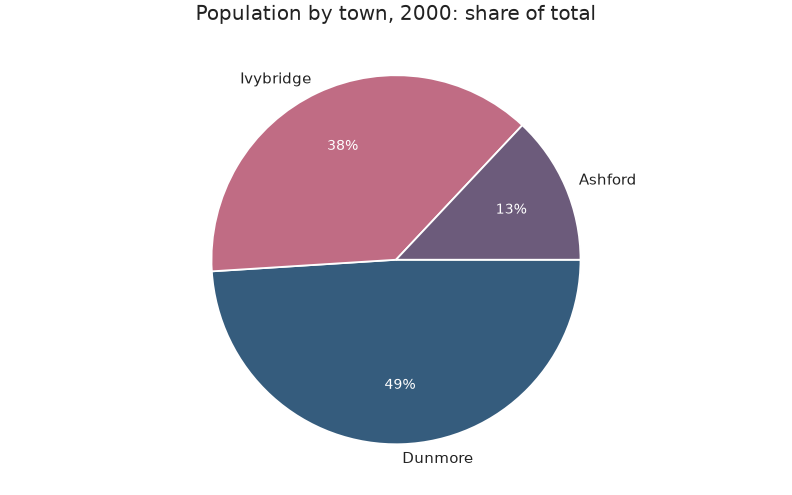 Population by town, 2000: share of total
Ivybridge
38%
Ashford
13%
49%
Dunmore